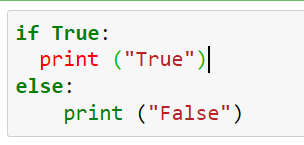 if True:
  print ("True")
else:
    print ("False")